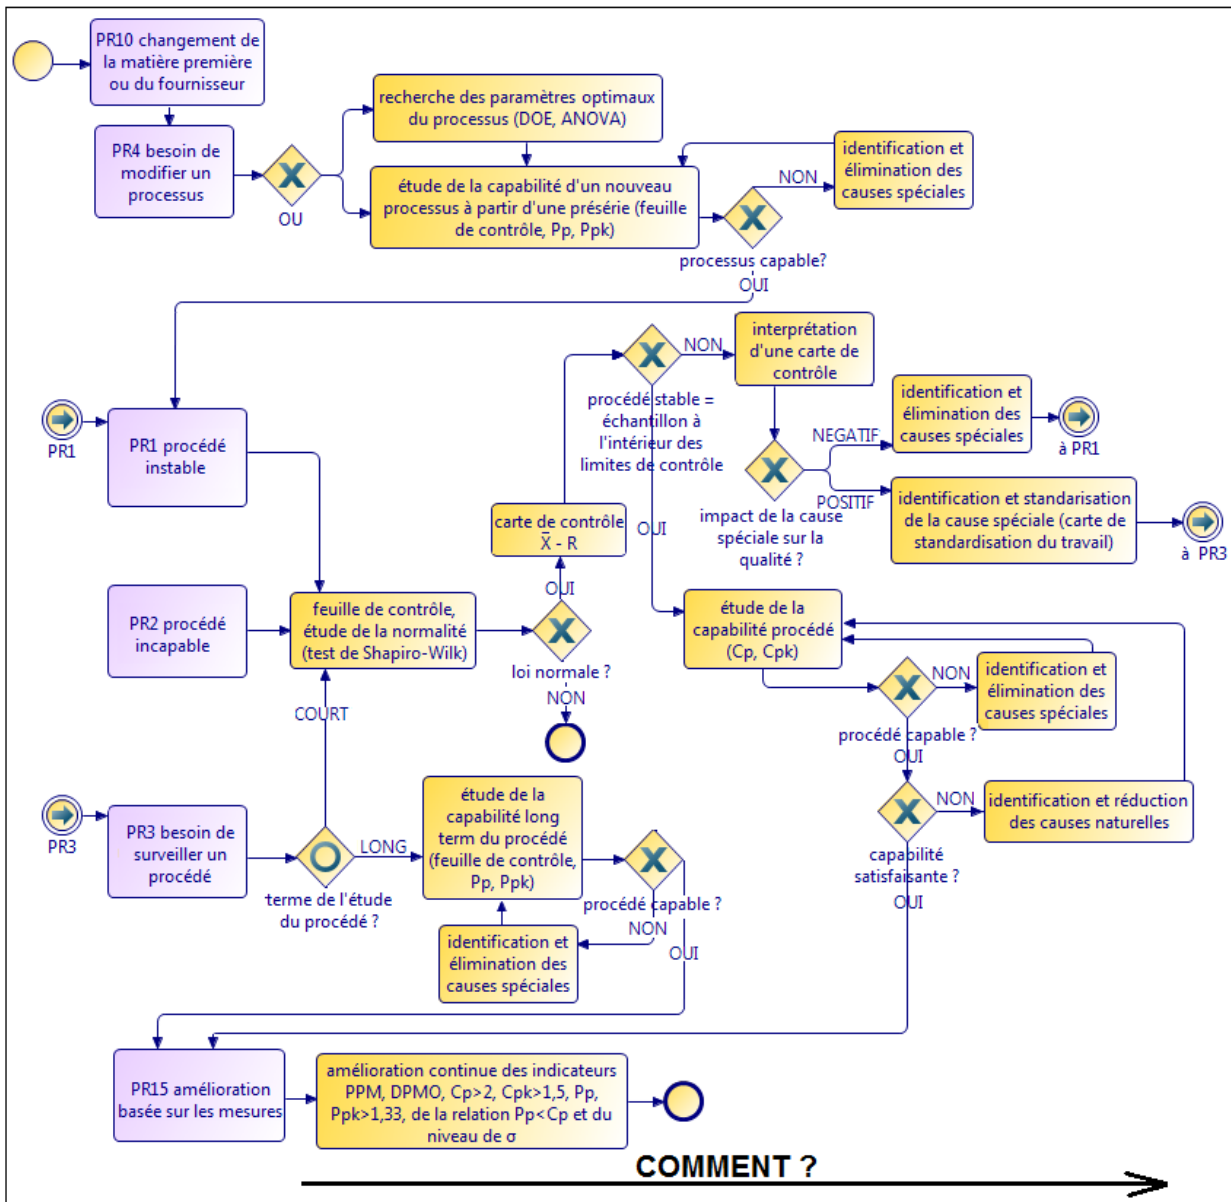 PR10 changement de
la matière première
ou du fournisseur
PR4 besoin de
modifier un
processus
OU
recherche des paramètres optimaux
du processus (DOE, ANOVA)
étude de la capabilité d'un nouveau
processus à partir d'une présérie (feuille
de contrôle, Pp, Ppk)
processus capable?
NON
identification et
élimination des
causes spéciales
OUI
PR1
PR1 procédé
instable
procédé stable =
échantillon à
l'intérieur des
limites de contrôle
NON
interprétation
d'une carte de
contrôle
impact de la cause
spéciale sur la
qualité ?
NEGATIF
identification et
élimination des
causes spéciales
à PR1
POSITIF
identification et standarisation
de la cause spéciale (carte de
standardisation du travail)
à PR3
OUI
carte de contrôle
X̄ - R
OUI
PR2 procédé
incapable
feuille de contrôle,
étude de la normalité
(test de Shapiro-Wilk)
loi normale ?
NON
étude de la
capabilité procédé
(Cp, Cpk)
procédé capable ?
NON
identification et
élimination des
causes spéciales
OUI
capabilité
satisfaisante ?
NON
identification et réduction
des causes naturelles
OUI
COURT
PR3
PR3 besoin de
surveiller un
procédé
terme de l'étude
du procédé ?
LONG
étude de la
capabilité long
term du procédé
(feuille de contrôle,
Pp, Ppk)
procédé capable ?
NON
identification et
élimination des
causes spéciales
OUI
PR15 amélioration
basée sur les mesures
amélioration continue des indicateurs
PPM, DPMO, Cp>2, Cpk>1,5, Pp,
Ppk>1,33, de la relation Pp<Cp et du
niveau de σ
COMMENT ?